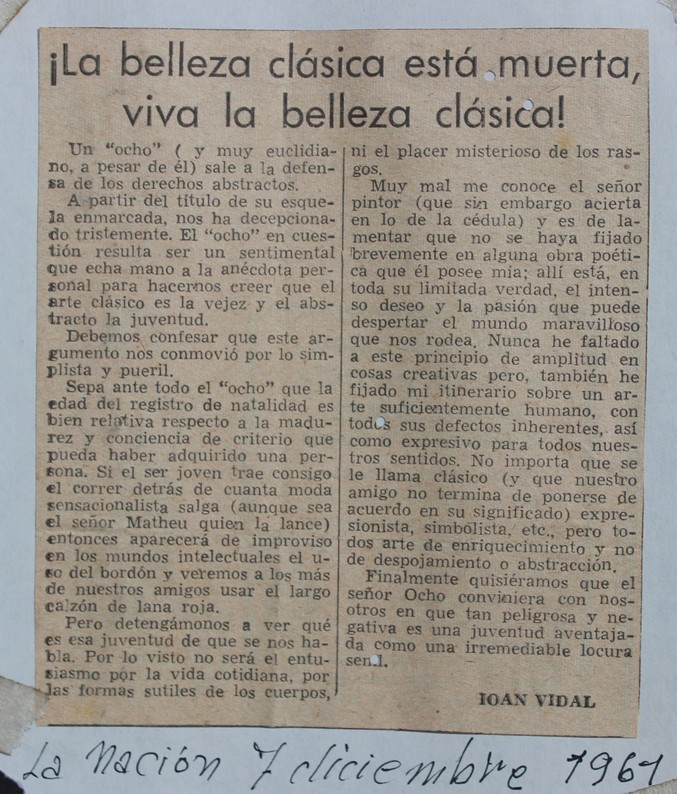 ¡La belleza clásica está muerta,
viva la belleza clásica!
Un "ocho" ( y muy euclidia-
no, a pesar de él) sale a la defen-
sa de los derechos abstractos.
A partir del título de su esque-
la enmarcada, nos ha decepciona-
do tristemente. El "ocho" en cues-
tión resulta ser un sentimental
que echa mano a la anécdota per-
sonal para hacernos creer que el
arte clásico es la vejez y el abs-
tracto la juventud.
Debemos confesar que este ar-
gumento nos conmovió por lo sim-
plista y pueril.
Sepa ante todo el "ocho" que la
edad del registro de natalidad es
bien relativa respecto a la madu-
rez y conciencia de criterio que
pueda haber adquirido una per-
sona. Si el ser joven trae consigo
el correr detrás de cuanta moda
sensacionalista salga (aunque sea
el señor Matheu quien la lance)
entonces aparecerá de improviso
en los mundos intelectuales el u-
so del bordón y veremos a los más
de nuestros amigos usar el largo
calzón de lana roja.
Pero detengámonos a ver qué
es esa juventud de que se nos ha-
bla. Por lo visto no será el entu-
siasmo por la vida cotidiana, por
las formas sutiles de los cuerpos,
ni el placer misterioso de los ras-
gos.
Muy mal me conoce el señor
pintor (que sin embargo acierta
en lo de la cédula) y es de la-
mentar que no se haya fijado
brevemente en alguna obra poéti-
ca que él posee mía; allí está, en
toda su limitada verdad, el inten-
so deseo y la pasión que puede
despertar el mundo maravilloso
que nos rodea. Nunca he faltado
a este principio de amplitud en
cosas creativas pero, también he
fijado mi itinerario sobre un ar-
te suficientemente humano, con
todos sus defectos inherentes, así
como expresivo para todos nues-
tros sentidos. No importa que se
le llama clásico (y que nuestro
amigo no termina de ponerse de
acuerdo en su significado) expre-
sionista, simbolista, etc., pero to-
dos arte de enriquecimiento y no
de despojamiento o abstracción.
Finalmente quisiéramos que el
señor Ocho conviniera con nos-
otros en que tan peligrosa y ne-
gativa es una juventud aventaja-
da como una irremediable locura
senil.
IOAN VIDAL
La Nación 7 diciembre 1961